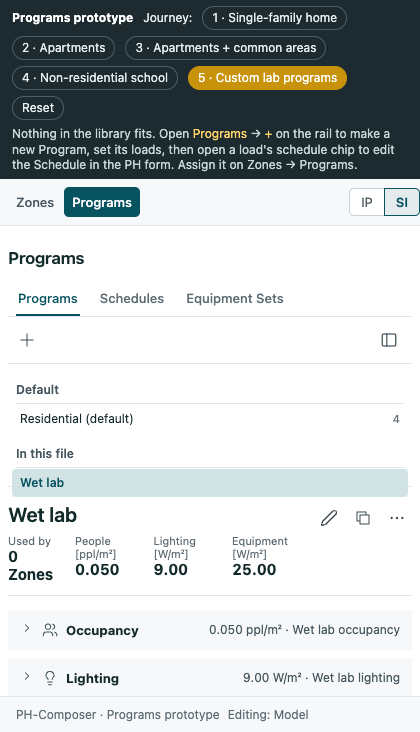 Programs prototype Journey: 1 · Single-family home
2 · Apartments 3 · Apartments + common areas
4 · Non-residential school 5 · Custom lab programs
Reset
Nothing in the library fits. Open Programs → + on the rail to make a
new Program, set its loads, then open a load's schedule chip to edit
the Schedule in the PH form. Assign it on Zones → Programs.
Zones Programs IP SI
Programs
Programs Schedules Equipment Sets
Default
Residential (default) 4
In this file
Wet lab
Wet lab
Used by People Lighting Equipment
[ppl/m²] [W/m²] [W/m²]
0 0.050 9.00 25.00
Zones
Occupancy 0.050 ppl/m² · Wet lab occupancy
Lighting 9.00 W/m² · Wet lab lighting
PH-Composer · Programs prototype Editing: Model